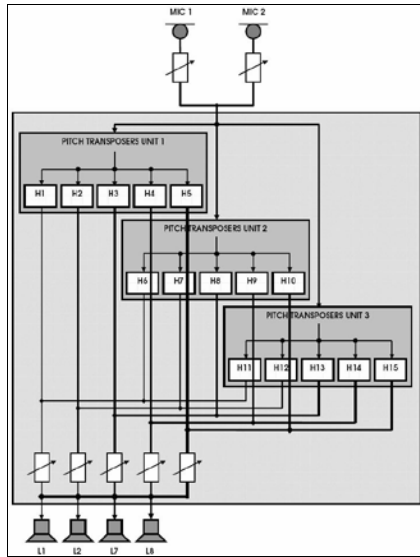 MIC 1 MIC 2
PITCH TRANSPOSERS UNIT 1
H1 H2 H3 H4 H5
PITCH TRANSPOSERS UNIT 2
H6 H7 H8 H9 H10
PITCH TRANSPOSERS UNIT 3
H11 H12 H13 H14 H15
L1 L2 L7 L8